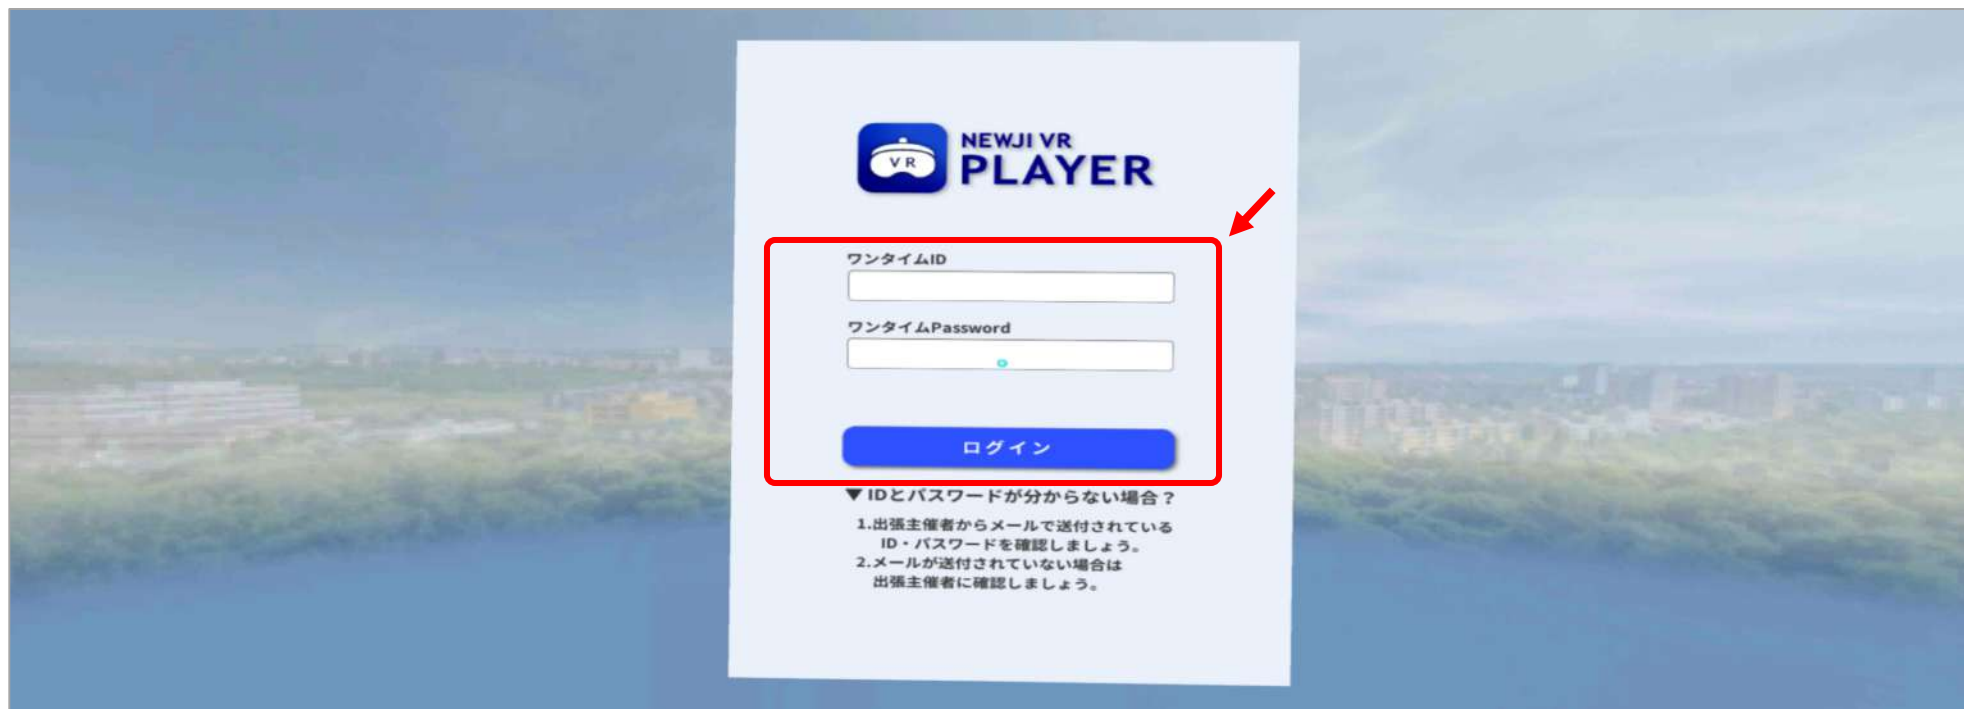 VR
NEWJI VR
PLAYER
ワンタイムID
ワンタイムPassword
ログイン
▼IDとパスワードが分からない場合？
1.出張主催者からメールで送付されている
ID・パスワードを確認しましょう。
2.メールが送付されていない場合は
出張主催者に確認しましょう。